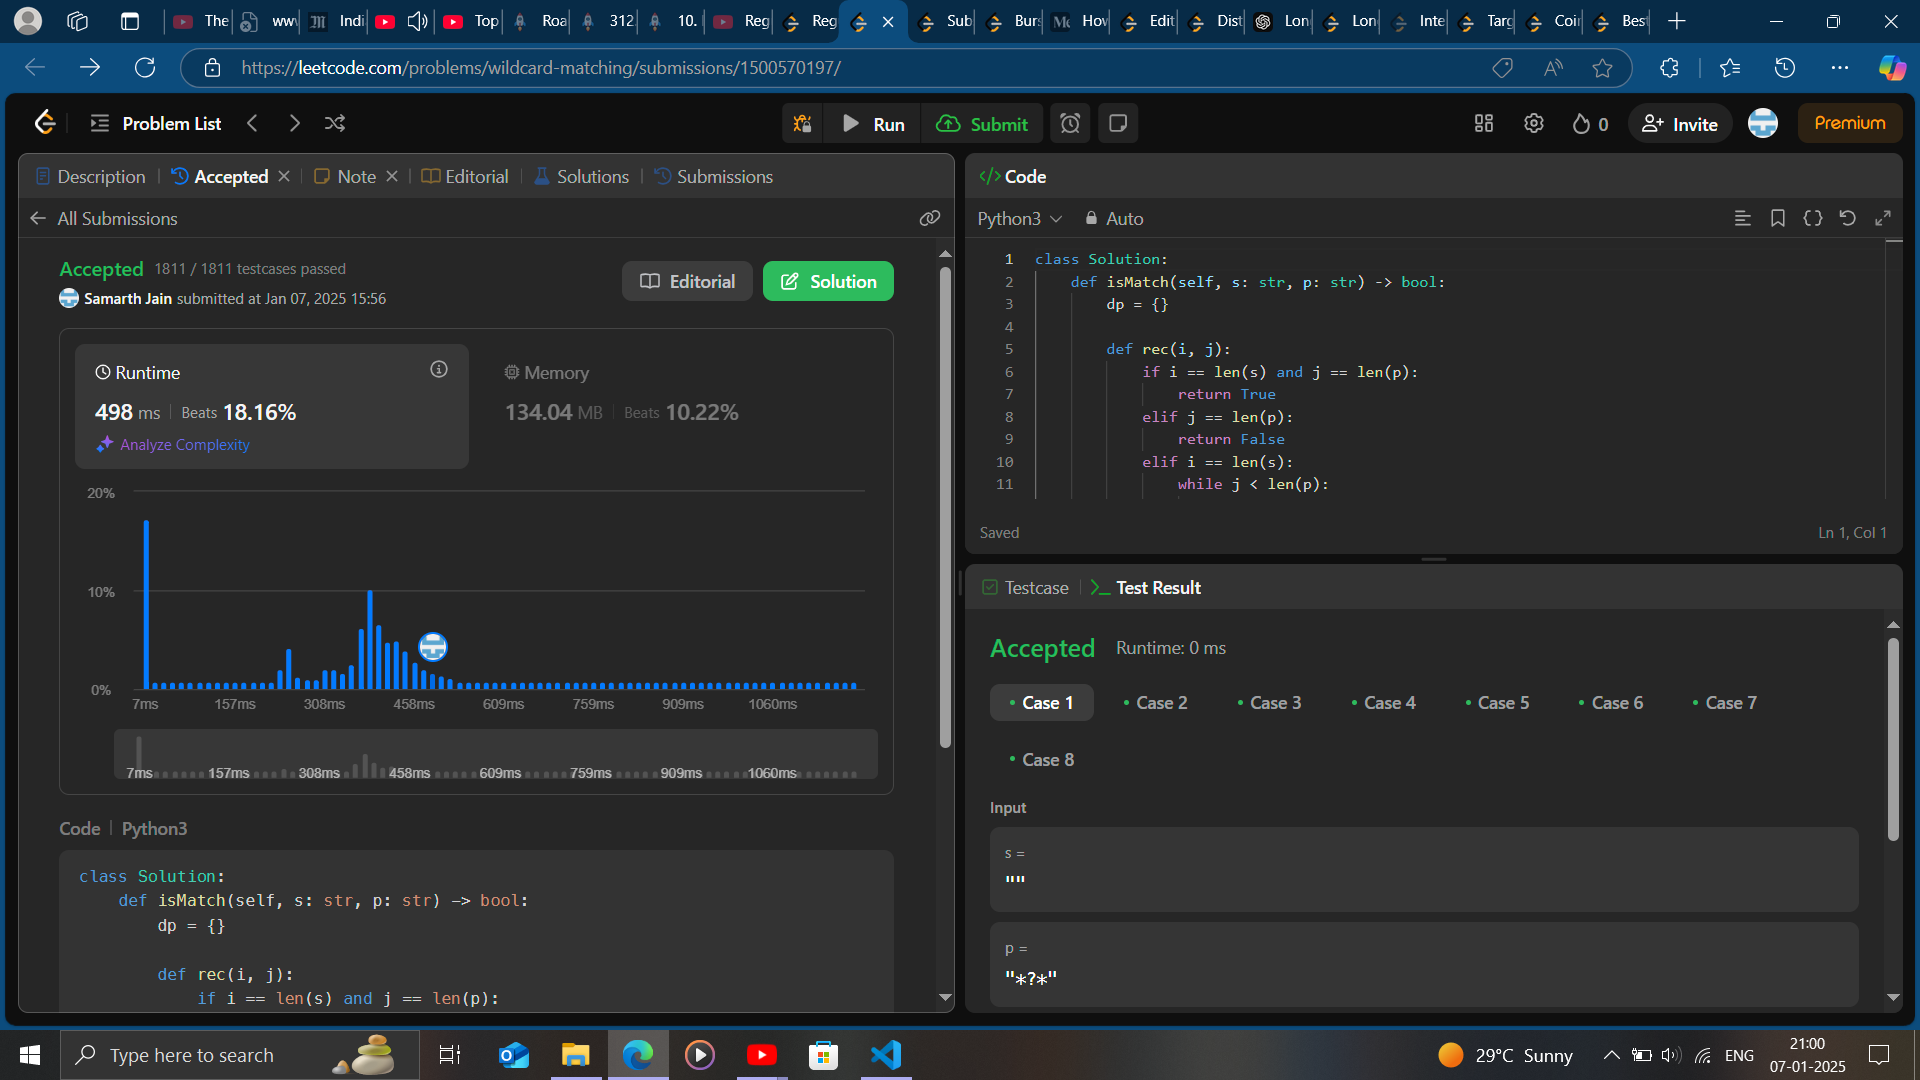 The
www
Indi
Top
Roa
312.
10.
Reg
Reg
Sub
Burs
How
Edit
Dist
Lon
Lon
Inte
Targ
Coin
Best
https://leetcode.com/problems/wildcard-matching/submissions/1500570197/
Problem List
Run
Submit
0
Invite
Premium
Description
Accepted
Note
Editorial
Solutions
Submissions
All Submissions
Accepted 1811 / 1811 testcases passed
Samarth Jain submitted at Jan 07, 2025 15:56
Editorial
Solution
Runtime
498 ms Beats 18.16%
Analyze Complexity
Memory
134.04 MB Beats 10.22%
20%
10%
0%
7ms 157ms 308ms 458ms 609ms 759ms 909ms 1060ms
7ms 157ms 308ms 458ms 609ms 759ms 909ms 1060ms
Code | Python3
class Solution:
    def isMatch(self, s: str, p: str) -> bool:
        dp = {}
        def rec(i, j):
            if i == len(s) and j == len(p):
</> Code
Python3 Auto
1 class Solution:
2     def isMatch(self, s: str, p: str) -> bool:
3         dp = {}
4
5         def rec(i, j):
6             if i == len(s) and j == len(p):
7                 return True
8             elif j == len(p):
9                 return False
10             elif i == len(s):
11                 while j < len(p):
Saved
Ln 1, Col 1
Testcase
Test Result
Accepted Runtime: 0 ms
Case 1 Case 2 Case 3 Case 4 Case 5 Case 6 Case 7
Case 8
Input
s =
""
p =
"*?*"
Type here to search
29°C Sunny
ENG
21:00
07-01-2025